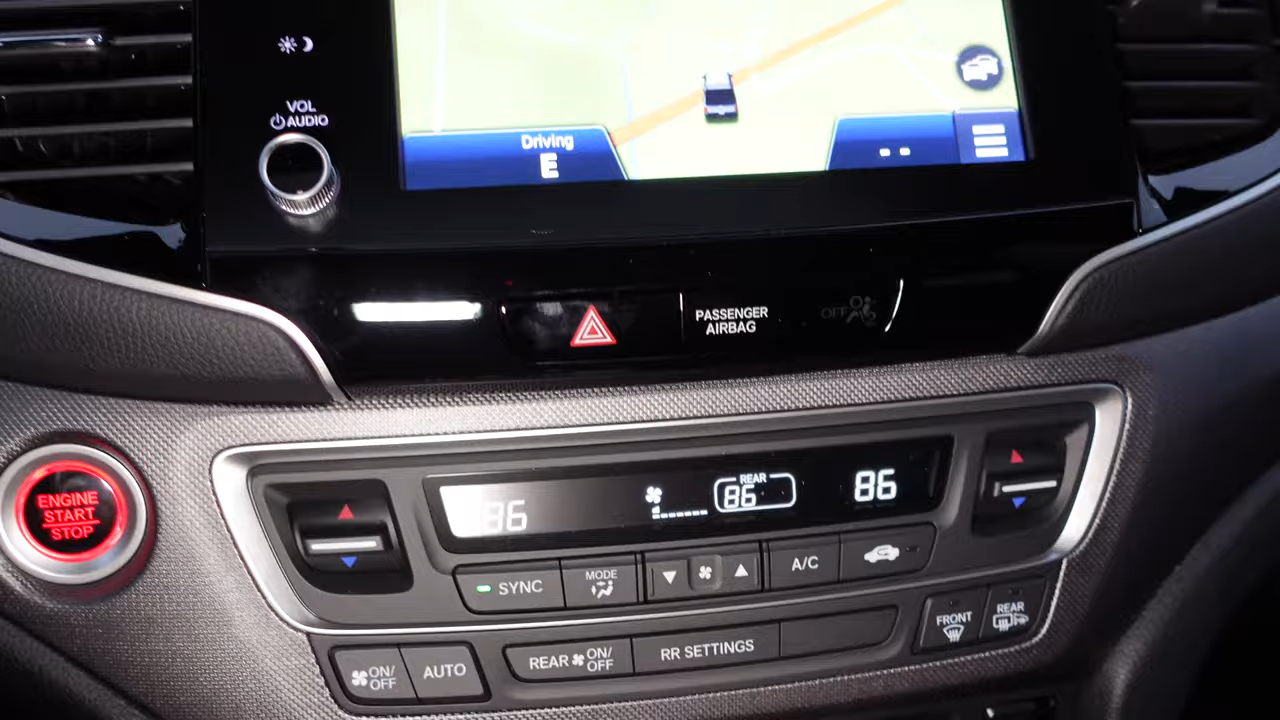 VOL
AUDIO
Driving
E
--
PASSENGER
AIRBAG
OFF
ENGINE
START
STOP
86
REAR
86
86
SYNC
MODE
A/C
ON/
OFF
AUTO
REAR ON/
OFF
RR SETTINGS
FRONT
REAR